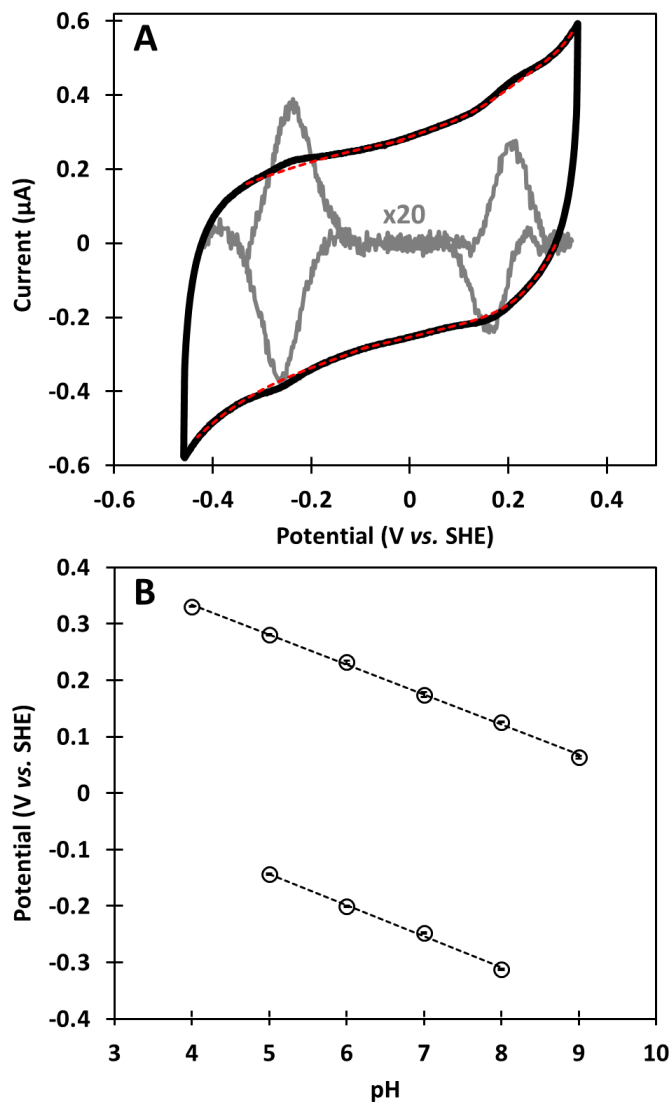 A
0.6
0.4
0.2
0
-0.2
-0.4
-0.6
Current (µA)
x20
-0.6 -0.4 -0.2 0 0.2 0.4
Potential (V vs. SHE)
B
0.4
0.3
0.2
0.1
0
-0.1
-0.2
-0.3
-0.4
Potential (V vs. SHE)
3 4 5 6 7 8 9 10
pH